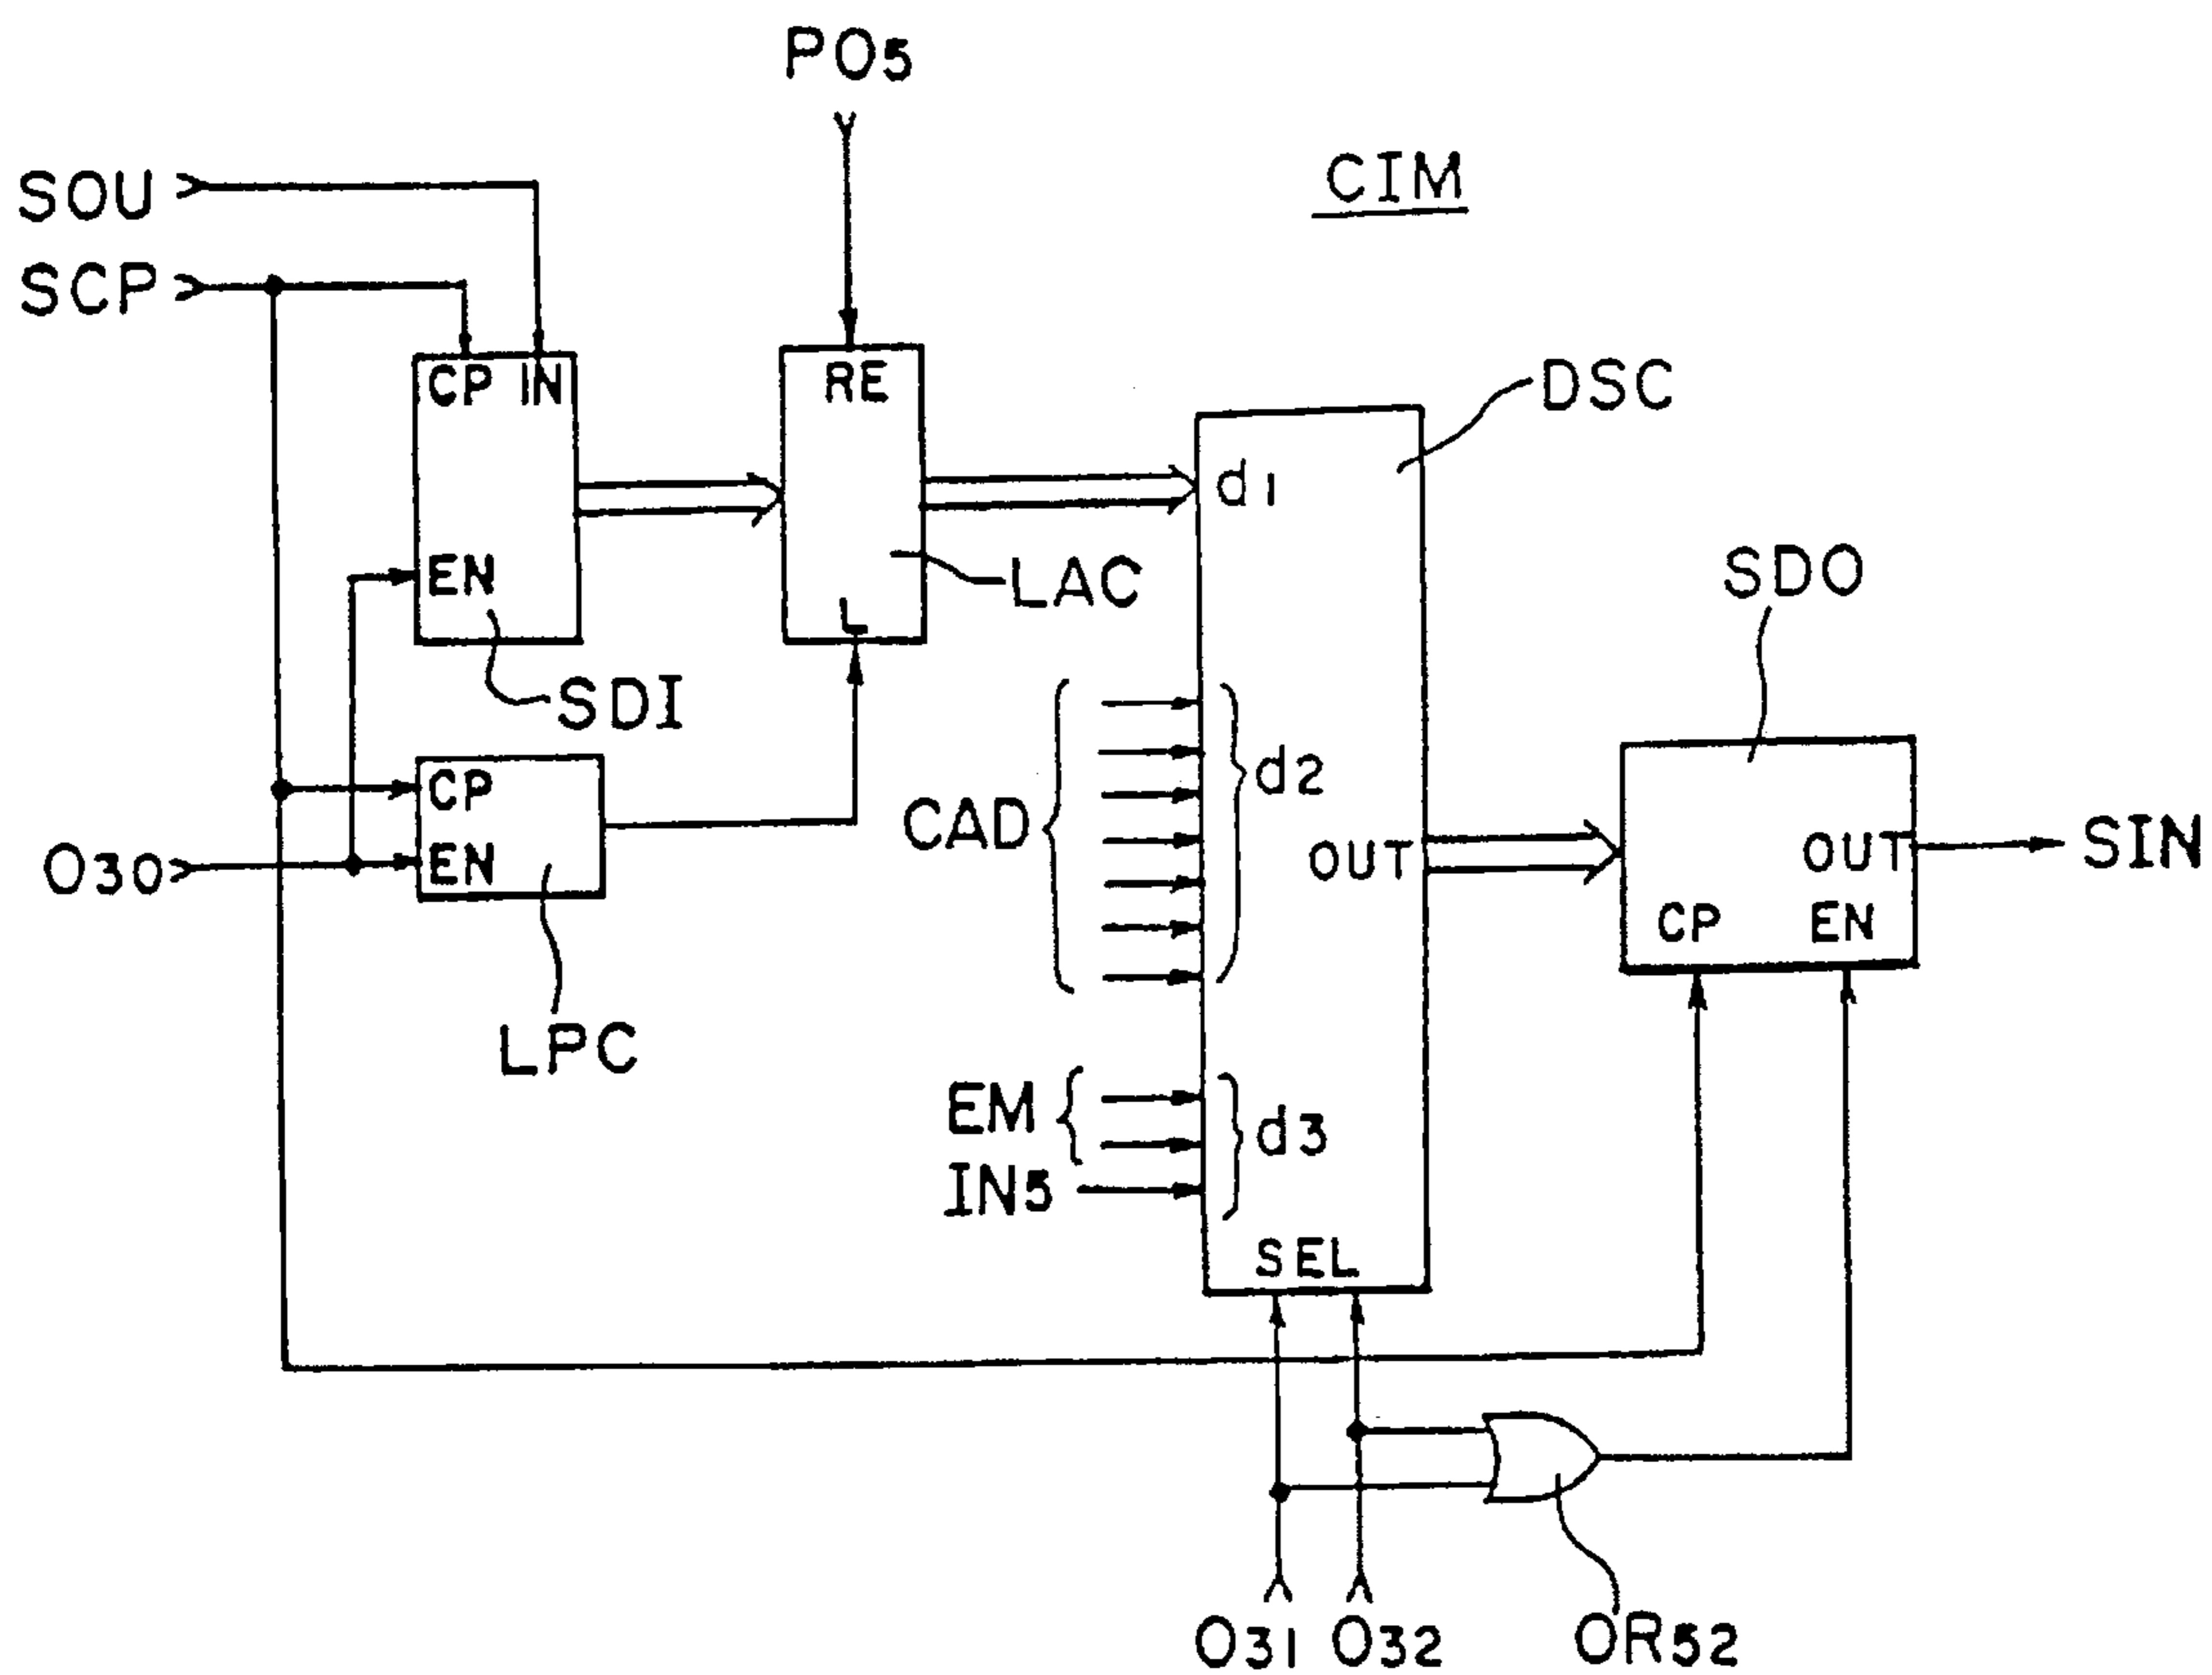 PO5
CIM
SOU
SCP
CP IN
RE
DSC
d1
EN
LAC
L
SDO
SDI
CP
EN
O30
CAD
d2
OUT
OUT
SIN
CP EN
LPC
EM
d3
IN5
SEL
O31 O32
OR52